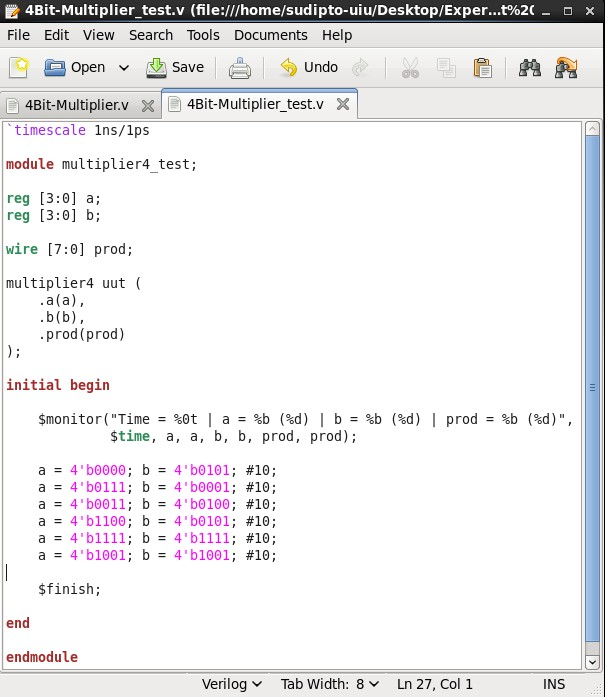 4Bit-Multiplier_test.v (file:///home/sudipto-uiu/Desktop/Exper...t%20
File Edit View Search Tools Documents Help
Open Save Undo
4Bit-Multiplier.v 4Bit-Multiplier_test.v
`timescale 1ns/1ps
module multiplier4_test;
reg [3:0] a;
reg [3:0] b;
wire [7:0] prod;
multiplier4 uut (
.a(a),
.b(b),
.prod(prod)
);
initial begin
$monitor("Time = %0t | a = %b (%d) | b = %b (%d) | prod = %b (%d)",
$time, a, a, b, b, prod, prod);
a = 4'b0000; b = 4'b0101; #10;
a = 4'b0111; b = 4'b0001; #10;
a = 4'b0011; b = 4'b0100; #10;
a = 4'b1100; b = 4'b0101; #10;
a = 4'b1111; b = 4'b1111; #10;
a = 4'b1001; b = 4'b1001; #10;
$finish;
end
endmodule
Verilog Tab Width: 8 Ln 27, Col 1 INS